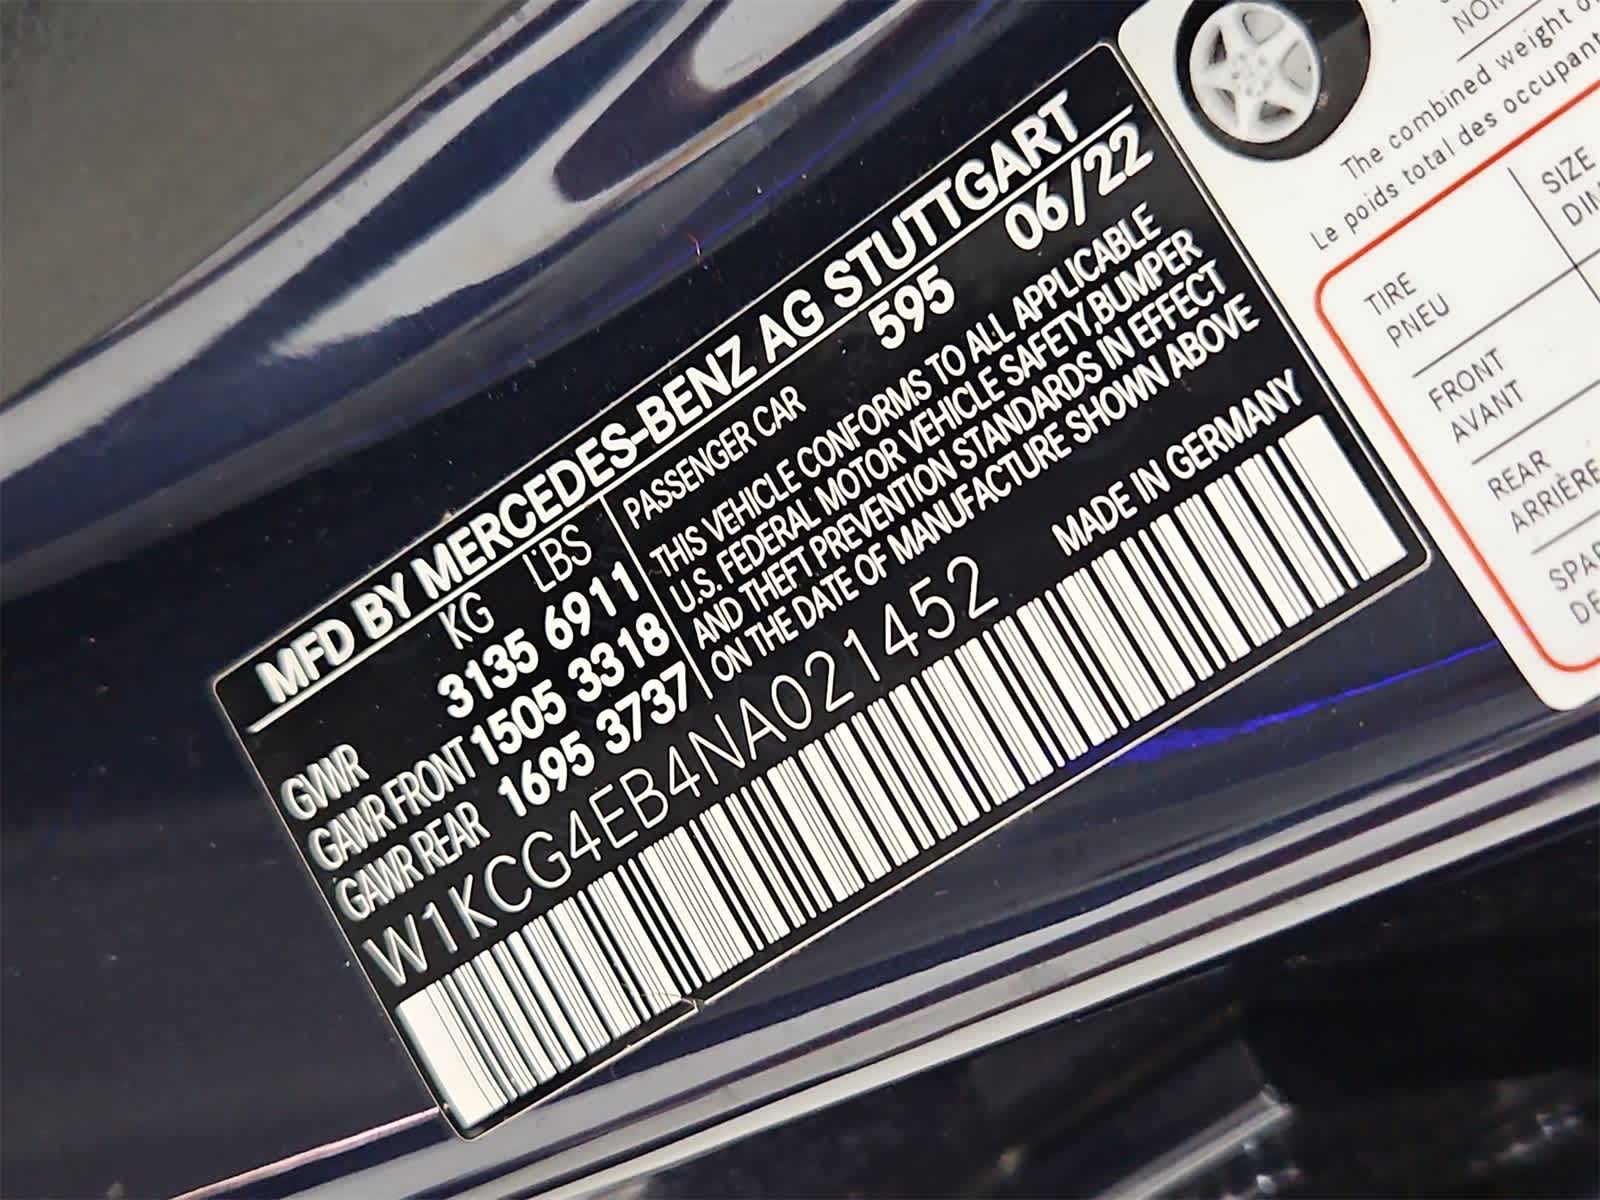 MFD BY MERCEDES-BENZ AG STUTTGART
KG LBS
595 06/22
GVWR 3135 6911
GAWR FRONT 1505 3318
GAWR REAR 1695 3737
PASSENGER CAR
THIS VEHICLE CONFORMS TO ALL APPLICABLE
U.S. FEDERAL MOTOR VEHICLE SAFETY,BUMPER
AND THEFT PREVENTION STANDARDS IN EFFECT
ON THE DATE OF MANUFACTURE SHOWN ABOVE
W1KCG4EB4NA021452
MADE IN GERMANY
The combined weight
Le poids total des occupant
TIRE
PNEU
SIZE
FRONT
AVANT
REAR
ARRIÈRE